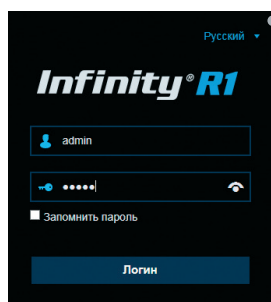 Русский
Infinity® R1
admin
•••••
Запомнить пароль
Логин